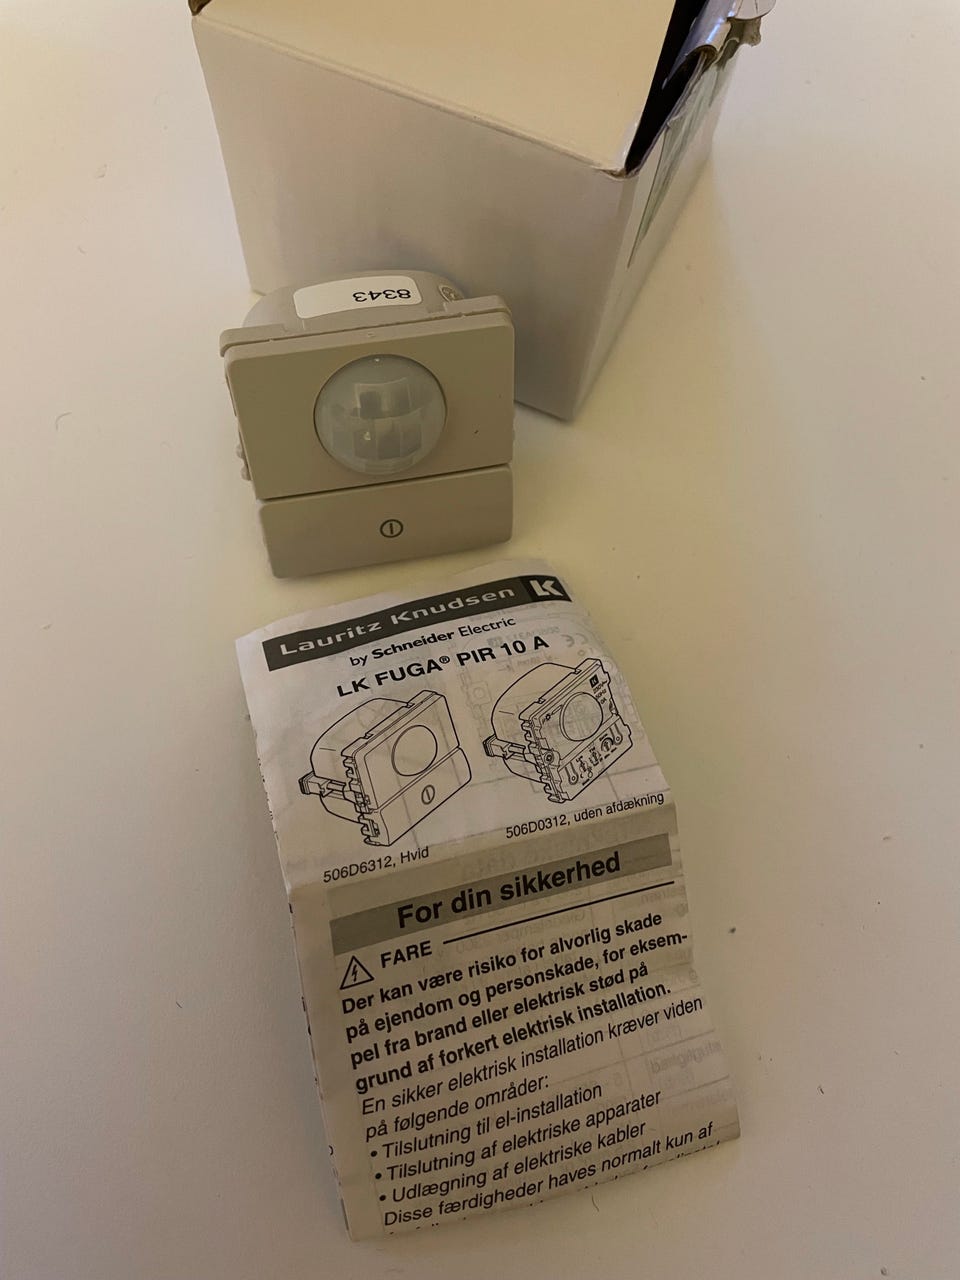 8343
Lauritz Knudsen
by Schneider Electric
LK FUGA® PIR 10 A
506D6312, Hvid
506D0312, uden afdækning
For din sikkerhed
FARE
Der kan være risiko for alvorlig skade
på ejendom og personskade, for eksem-
pel fra brand eller elektrisk stød på
grund af forkert elektrisk installation.
En sikker elektrisk installation kræver viden
på følgende områder:
• Tilslutning til el-installation
• Tilslutning af elektriske apparater
• Udlægning af elektriske kabler
Disse færdigheder haves normalt kun af